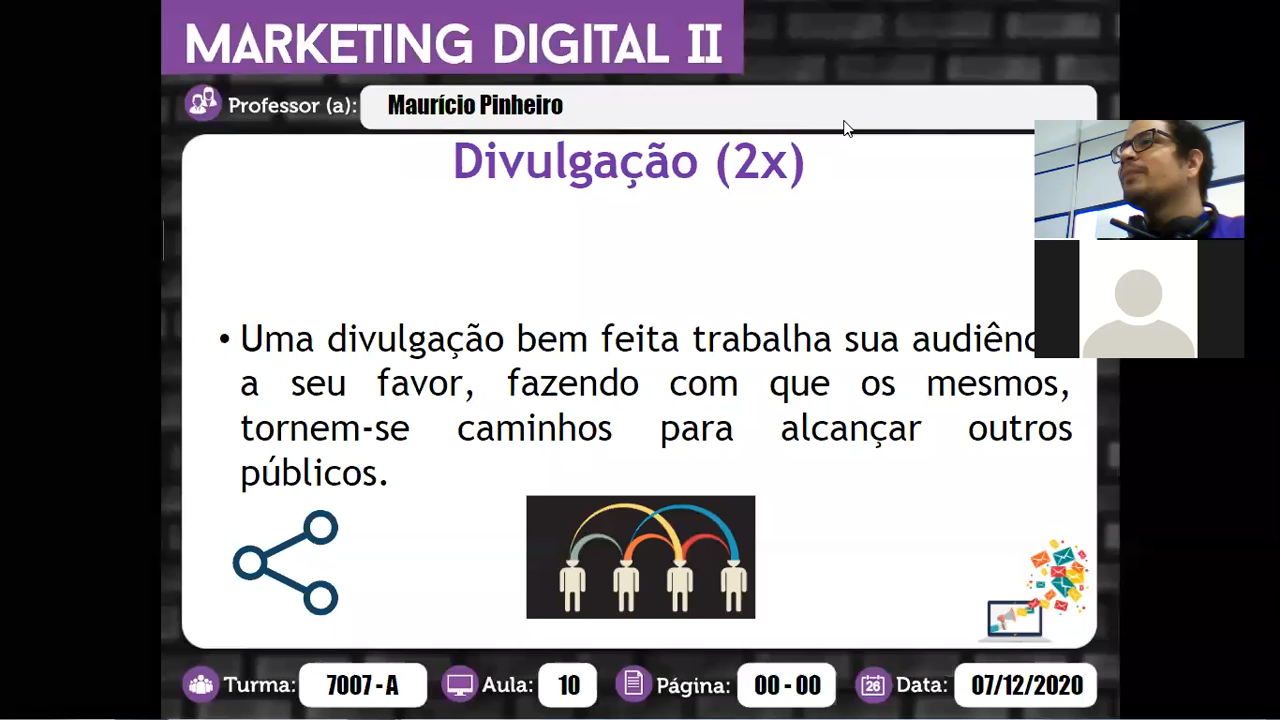 MARKETING DIGITAL II
Professor (a): Maurício Pinheiro
Divulgação (2x)
• Uma divulgação bem feita trabalha sua
a seu favor, fazendo com que os mesmos,
tornem-se caminhos para alcançar outros
públicos.
Turma: 7007 - A Aula: 10 Página: 00 - 00 26 Data: 07/12/2020